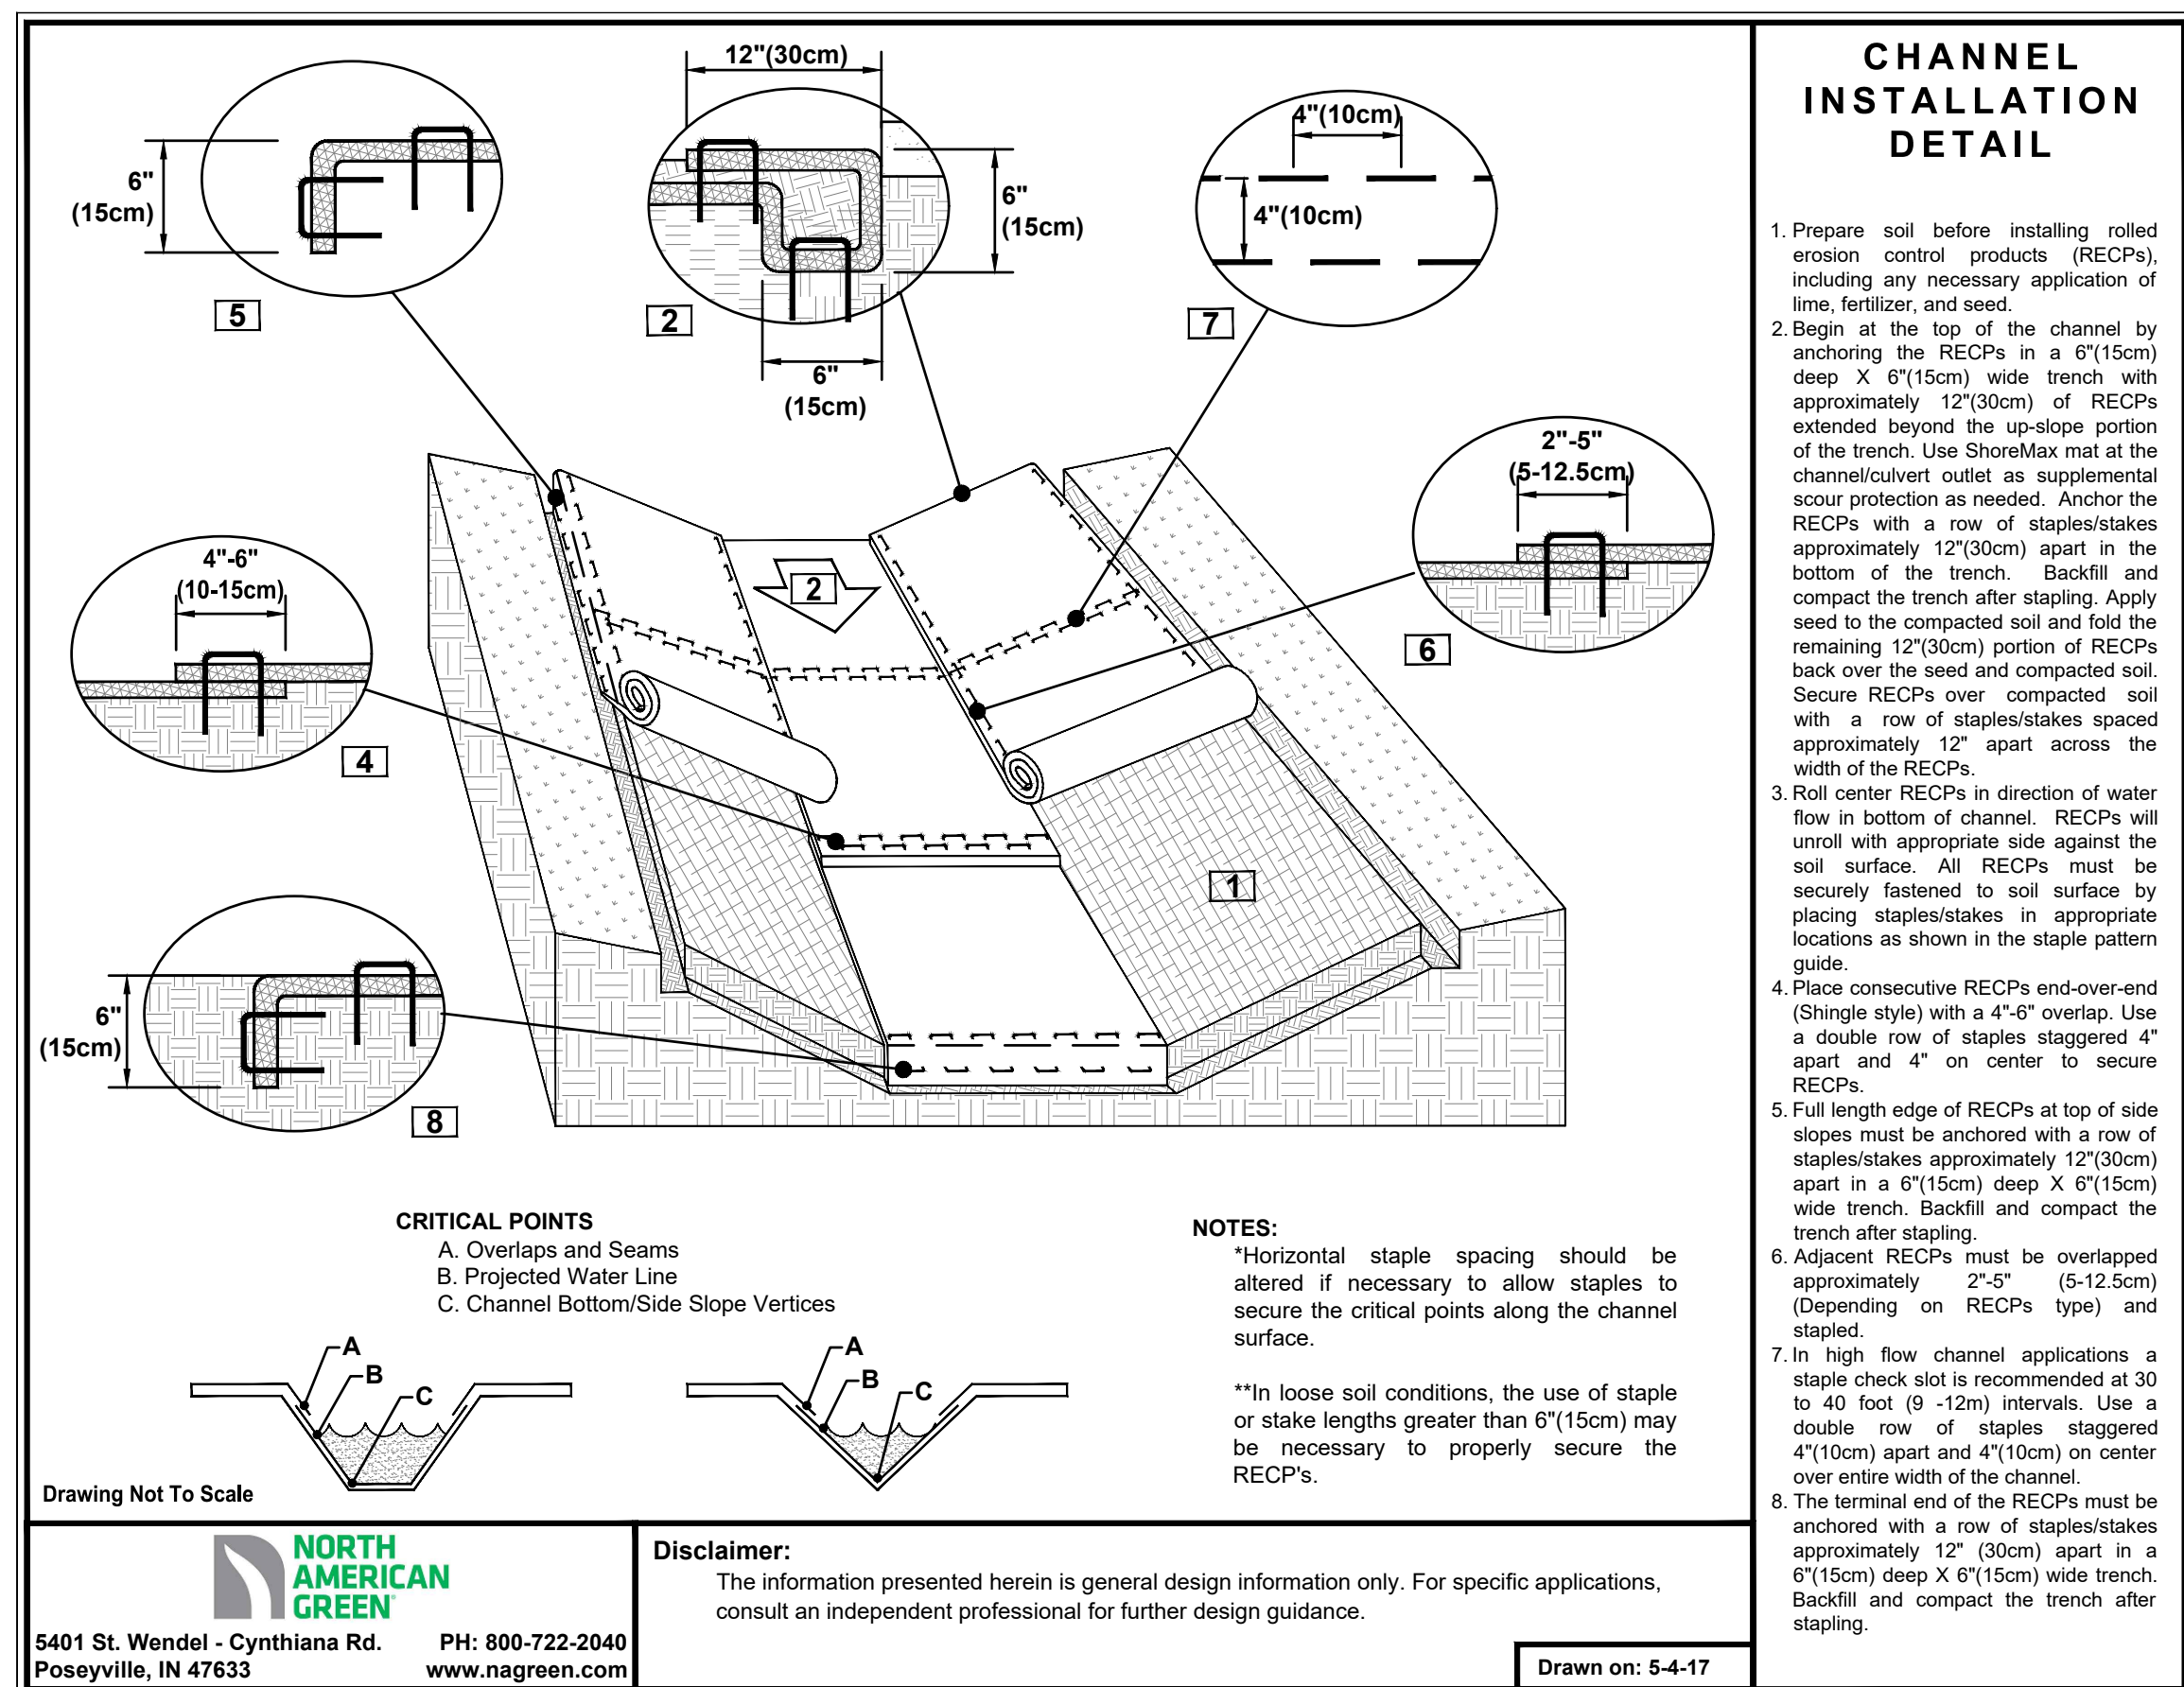 12"(30cm)
6"
(15cm)
5
6"
(15cm)
2
6"
(15cm)
4"(10cm)
4"(10cm)
7
2"-5"
(5-12.5cm)
6
4"-6"
(10-15cm)
4
2
1
6"
(15cm)
8
CRITICAL POINTS
A. Overlaps and Seams
B. Projected Water Line
C. Channel Bottom/Side Slope Vertices
A
B
C
A
B
C
Drawing Not To Scale
NOTES:
*Horizontal staple spacing should be
altered if necessary to allow staples to
secure the critical points along the channel
surface.
**In loose soil conditions, the use of staple
or stake lengths greater than 6"(15cm) may
be necessary to properly secure the
RECP's.
NORTH
AMERICAN
GREEN
5401 St. Wendel - Cynthiana Rd.
Poseyville, IN 47633
PH: 800-722-2040
www.nagreen.com
Disclaimer:
The information presented herein is general design information only. For specific applications,
consult an independent professional for further design guidance.
Drawn on: 5-4-17
CHANNEL
INSTALLATION
DETAIL
1. Prepare soil before installing rolled
erosion control products (RECPs),
including any necessary application of
lime, fertilizer, and seed.
2. Begin at the top of the channel by
anchoring the RECPs in a 6"(15cm)
deep X 6"(15cm) wide trench with
approximately 12"(30cm) of RECPs
extended beyond the up-slope portion
of the trench. Use ShoreMax mat at the
channel/culvert outlet as supplemental
scour protection as needed. Anchor the
RECPs with a row of staples/stakes
approximately 12"(30cm) apart in the
bottom of the trench. Backfill and
compact the trench after stapling. Apply
seed to the compacted soil and fold the
remaining 12"(30cm) portion of RECPs
back over the seed and compacted soil.
Secure RECPs over compacted soil
with a row of staples/stakes spaced
approximately 12" apart across the
width of the RECPs.
3. Roll center RECPs in direction of water
flow in bottom of channel. RECPs will
unroll with appropriate side against the
soil surface. All RECPs must be
securely fastened to soil surface by
placing staples/stakes in appropriate
locations as shown in the staple pattern
guide.
4. Place consecutive RECPs end-over-end
(Shingle style) with a 4"-6" overlap. Use
a double row of staples staggered 4"
apart and 4" on center to secure
RECPs.
5. Full length edge of RECPs at top of side
slopes must be anchored with a row of
staples/stakes approximately 12"(30cm)
apart in a 6"(15cm) deep X 6"(15cm)
wide trench. Backfill and compact the
trench after stapling.
6. Adjacent RECPs must be overlapped
approximately 2"-5" (5-12.5cm)
(Depending on RECPs type) and
stapled.
7. In high flow channel applications a
staple check slot is recommended at 30
to 40 foot (9 -12m) intervals. Use a
double row of staples staggered
4"(10cm) apart and 4"(10cm) on center
over entire width of the channel.
8. The terminal end of the RECPs must be
anchored with a row of staples/stakes
approximately 12" (30cm) apart in a
6"(15cm) deep X 6"(15cm) wide trench.
Backfill and compact the trench after
stapling.